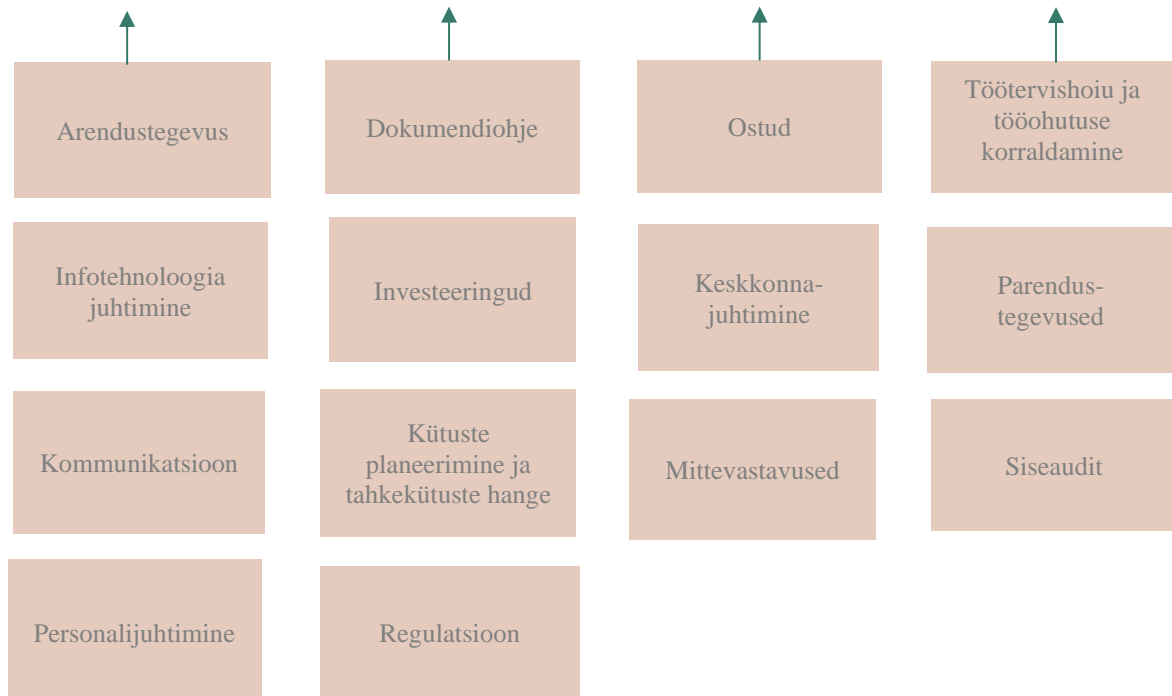 Arendustegevus
Dokumendiohje
Ostud
Töötervishoiu ja
tööohutuse
korraldamine
Infotehnoloogia
juhtimine
Investeeringud
Keskkonna-
juhtimine
Parendus-
tegevused
Kommunikatsioon
Kütuste
planeerimine ja
tahkekütuste hange
Mittevastavused
Siseaudit
Personalijuhtimine
Regulatsioon